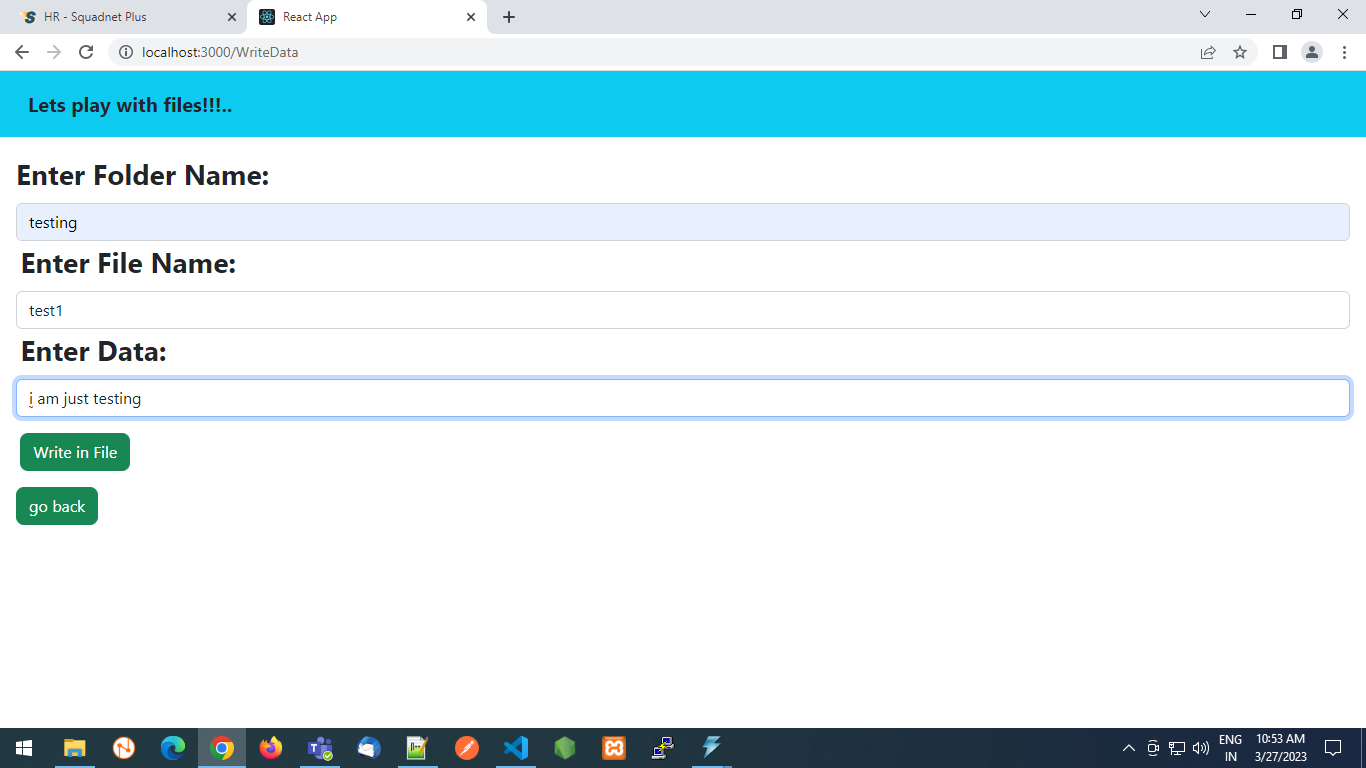 HR - Squadnet Plus
React App
localhost:3000/WriteData
Lets play with files!!!..
Enter Folder Name:
testing
Enter File Name:
test1
Enter Data:
i am just testing
Write in File
go back
ENG
IN
10:53 AM
3/27/2023